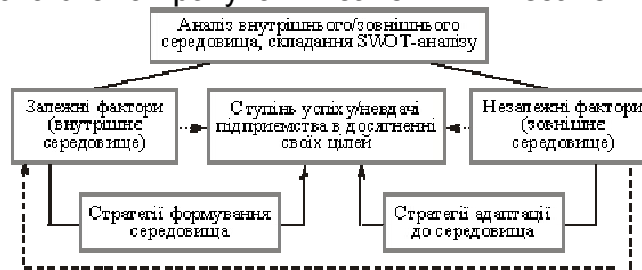 Аналіз внутрішнього/зовнішнього
середовища, складання SWOT-аналізу
Залежні фактори
(внутрішнє
середовище)
Ступінь успіху/невдачі
підприємства в досягненні
своїх цілей
Незалежні фактори
(зовнішнє
середовище)
Стратегії формування
середовища
Стратегії адаптації
до середовища